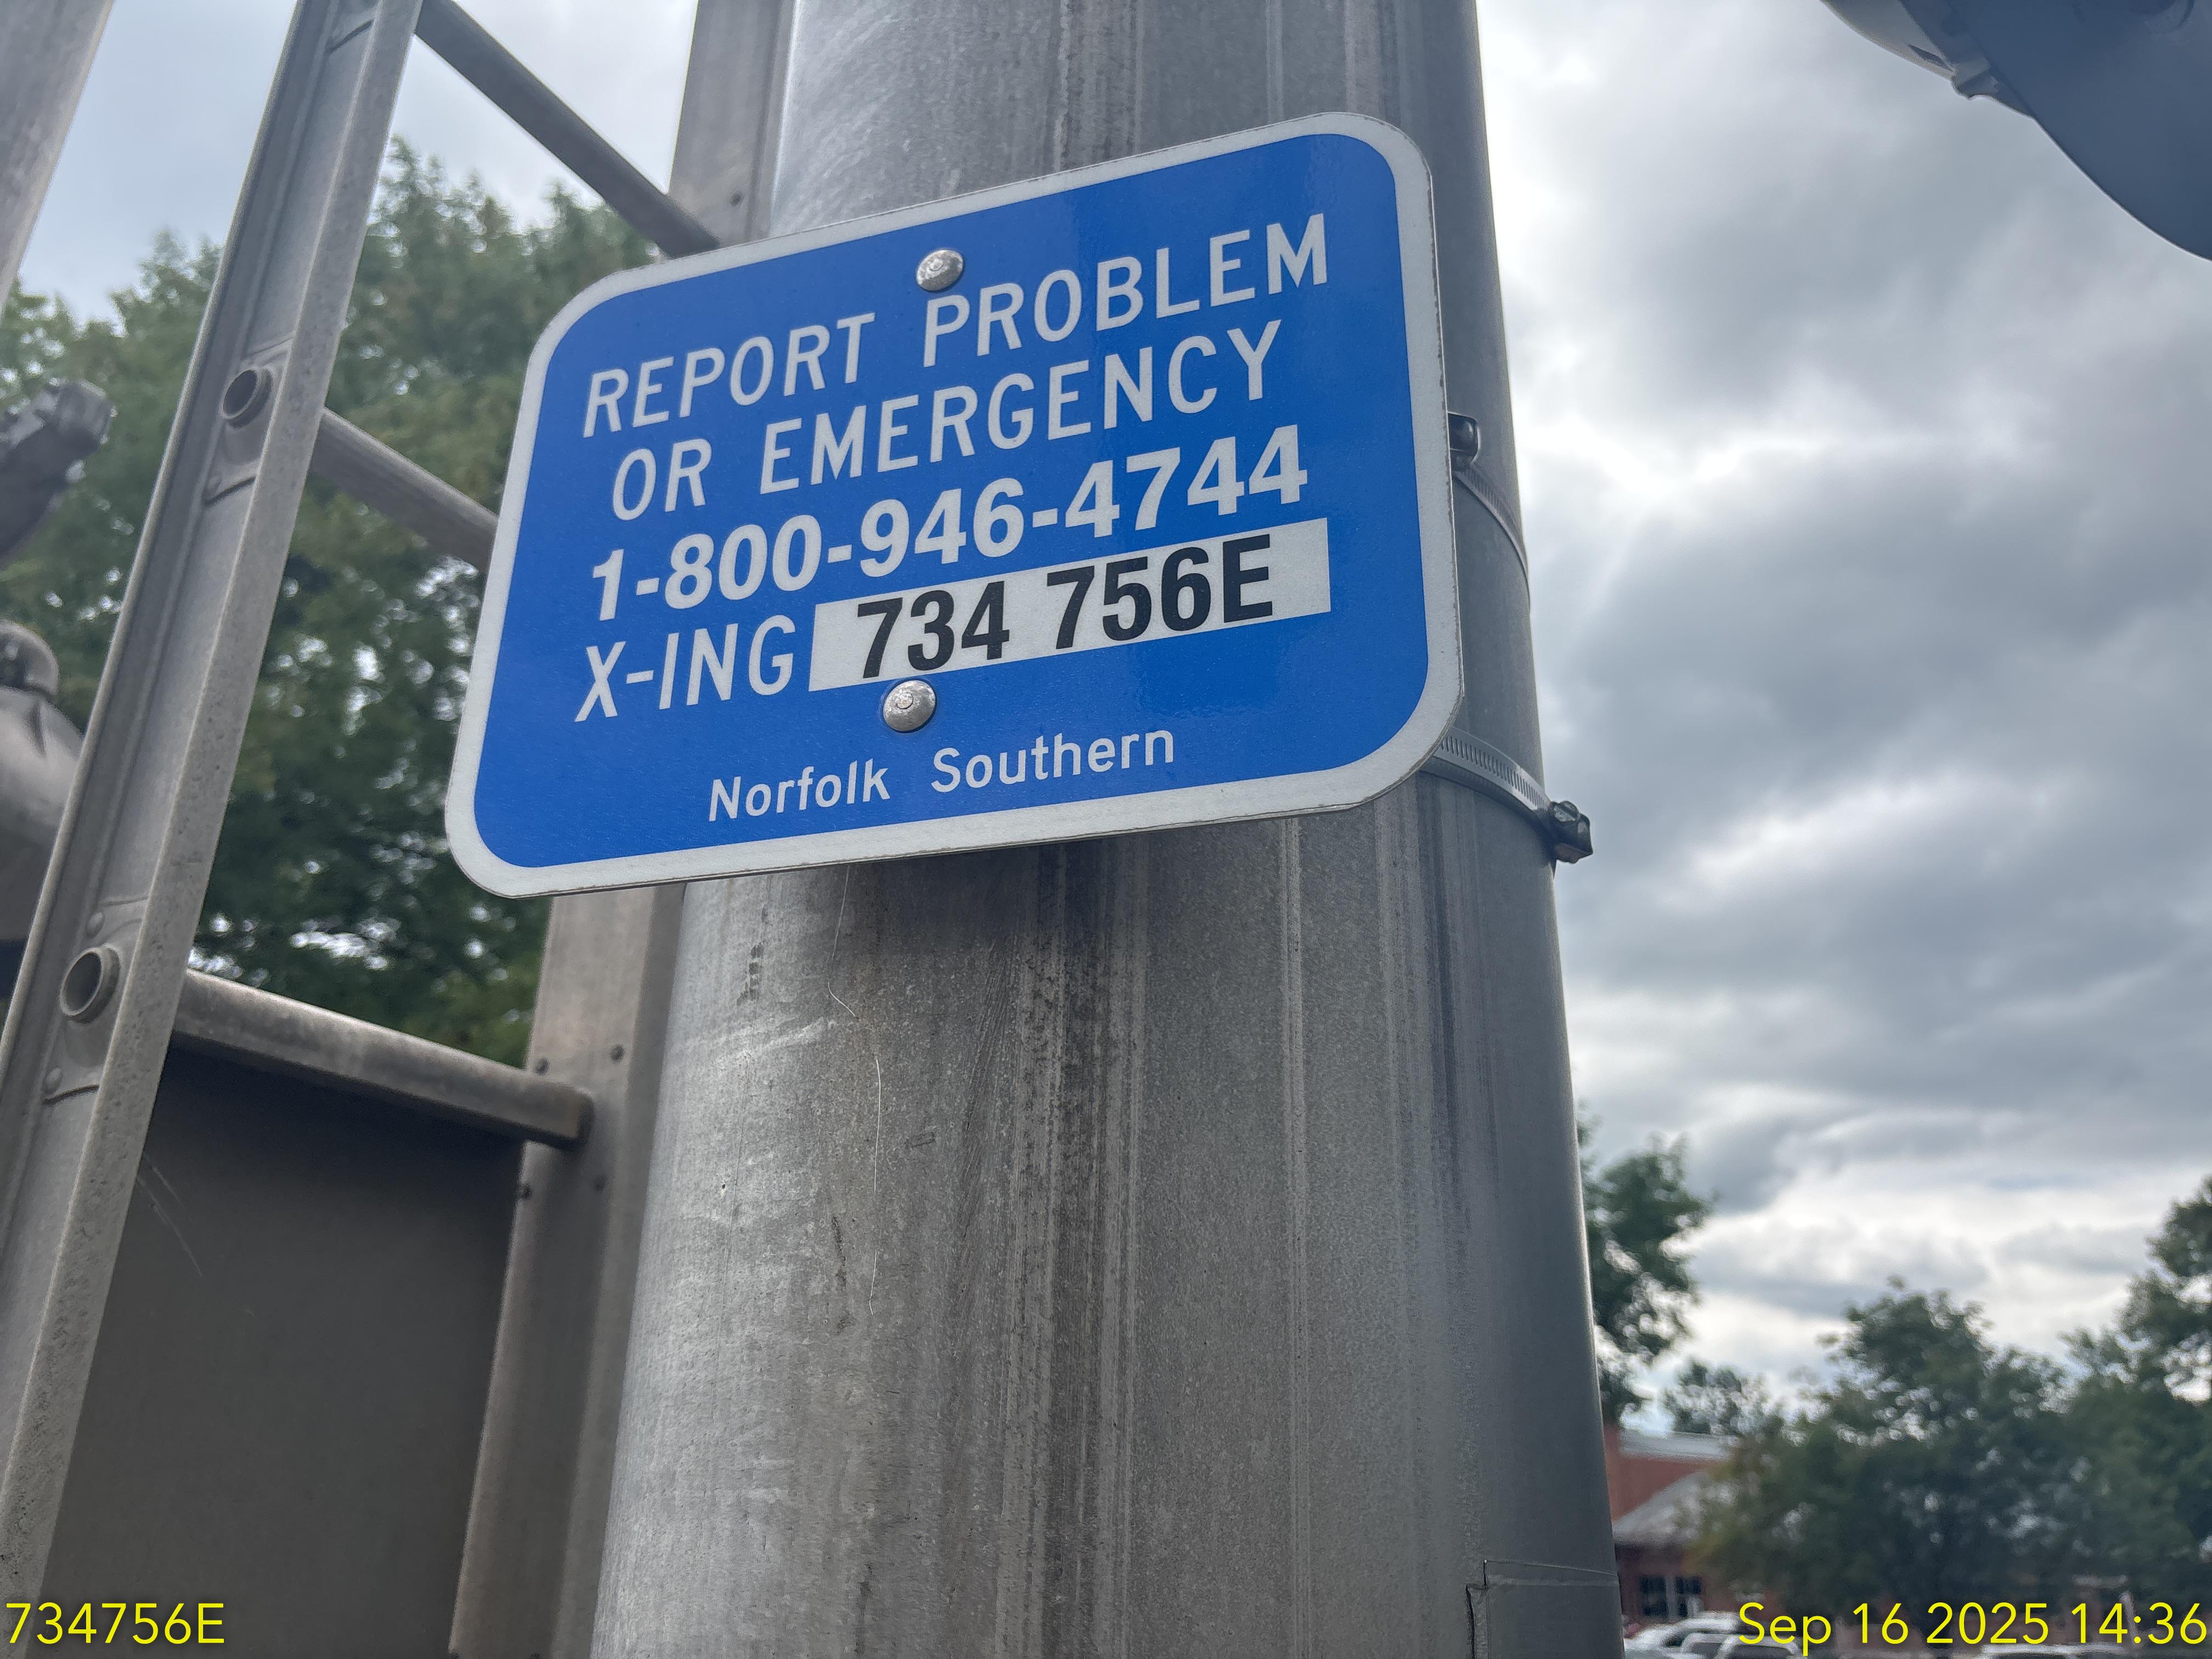 REPORT PROBLEM
OR EMERGENCY
1-800-946-4744
X-ING 734 756E
Norfolk Southern
734756E
Sep 16 2025 14:36